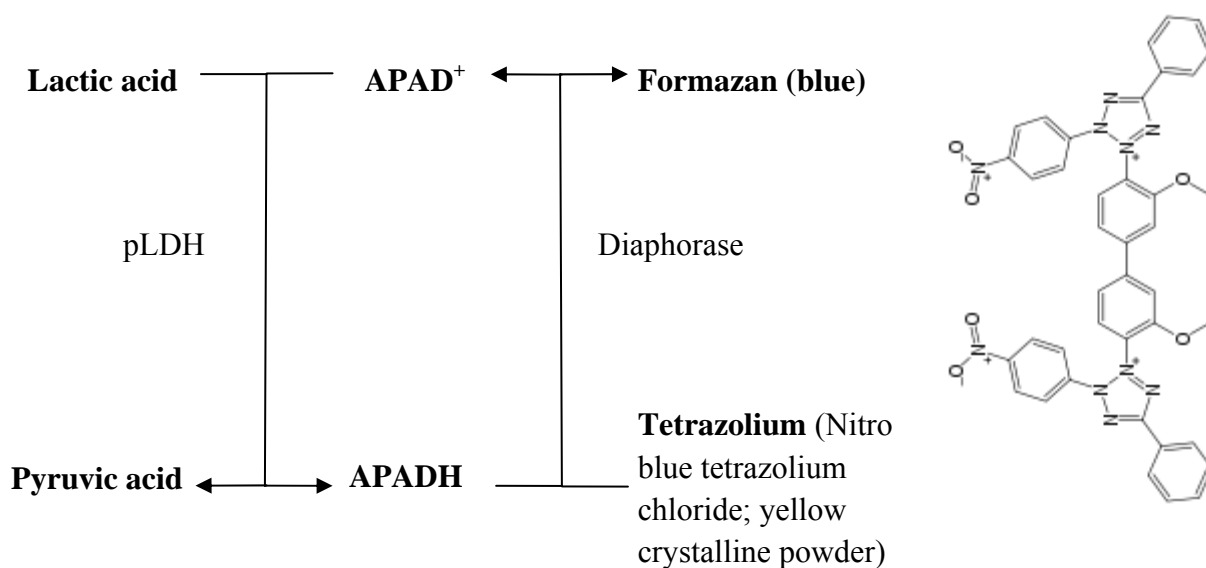 Lactic acid
APAD⁺
Formazan (blue)
pLDH
Diaphorase
Pyruvic acid
APADH
Tetrazolium (Nitro
blue tetrazolium
chloride; yellow
crystalline powder)
N
N
N
N
+
O
-
N
+
O
O
O
N
+
O
-
O
N
+
N
N
N